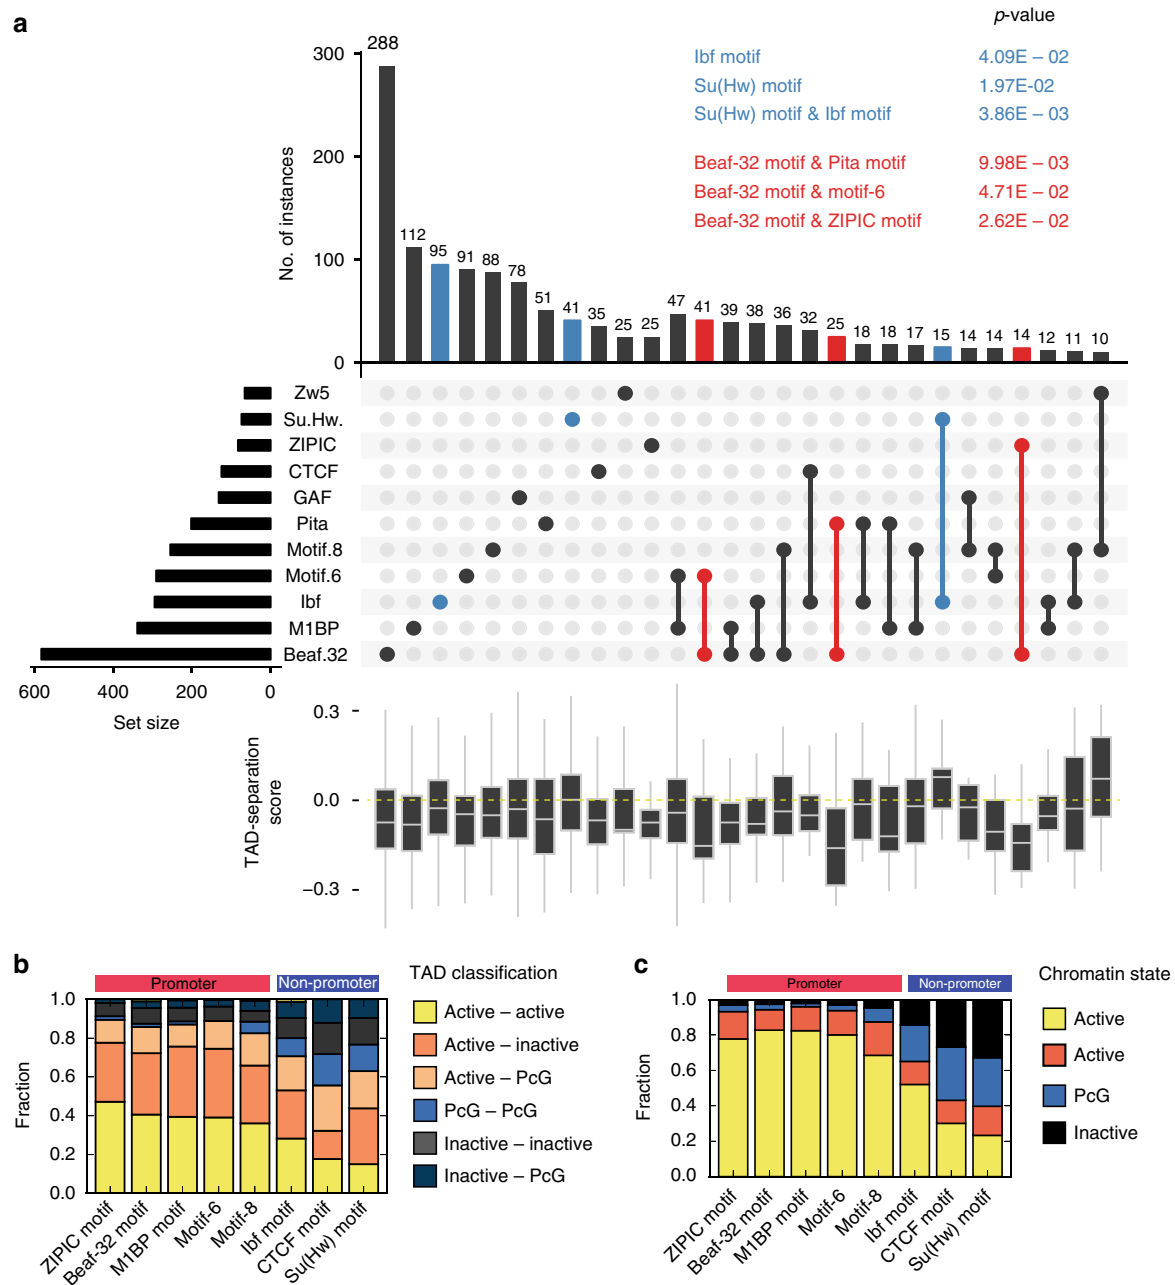 a
p-value
Ibf motif 4.09E – 02
Su(Hw) motif 1.97E-02
Su(Hw) motif & Ibf motif 3.86E – 03
Beaf-32 motif & Pita motif 9.98E – 03
Beaf-32 motif & motif-6 4.71E – 02
Beaf-32 motif & ZIPIC motif 2.62E – 02
No. of instances
300
200
100
0
288 112 95 91 88 78 51 41 35 25 25 47 41 39 38 36 32 25 18 18 17 15 14 14 14 12 11 10
Zw5
Su.Hw.
ZIPIC
CTCF
GAF
Pita
Motif.8
Motif.6
Ibf
M1BP
Beaf.32
600 400 200 0
Set size
TAD-separation
score
0.3
0.0
–0.3
b
Promoter Non-promoter
Fraction
1.0
0.8
0.6
0.4
0.2
0.0
ZIPIC motif
Beaf-32 motif
M1BP motif
Motif-6
Motif-8
Ibf motif
CTCF motif
Su(Hw) motif
TAD classification
Active – active
Active – inactive
Active – PcG
PcG – PcG
Inactive – inactive
Inactive – PcG
c
Promoter Non-promoter
Fraction
1.0
0.8
0.6
0.4
0.2
0.0
ZIPIC motif
Beaf-32 motif
M1BP motif
Motif-6
Motif-8
Ibf motif
CTCF motif
Su(Hw) motif
Chromatin state
Active
Active
PcG
Inactive